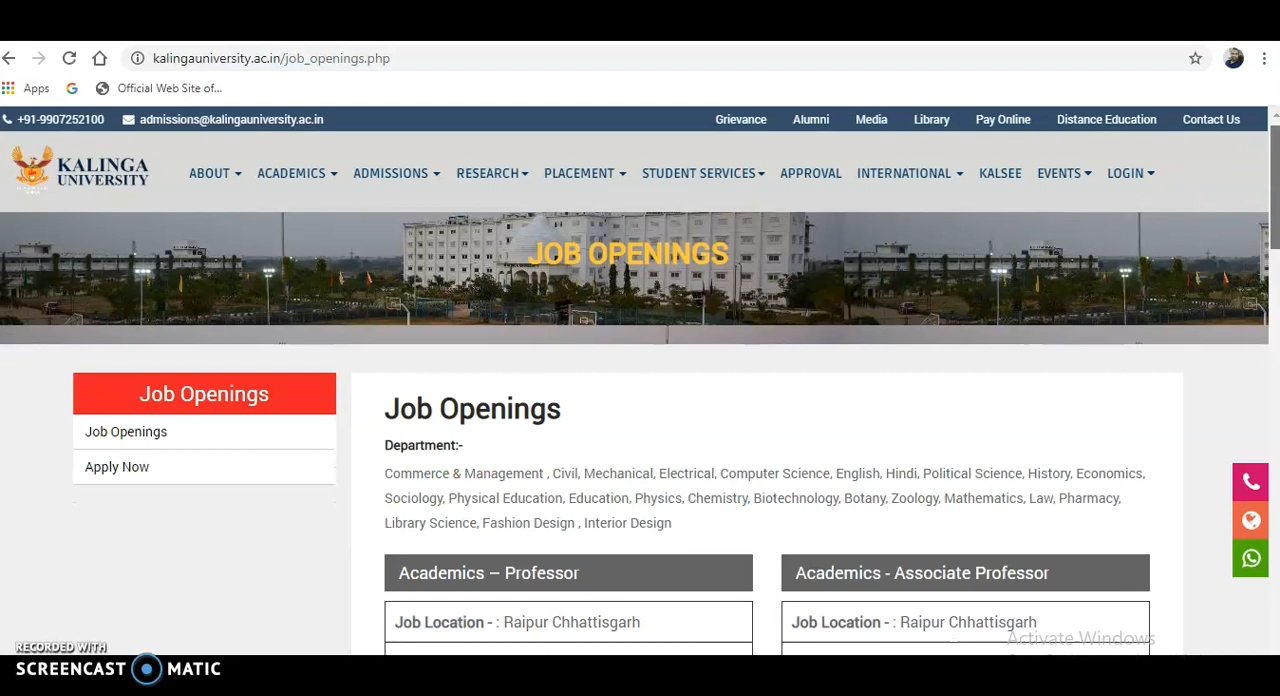 kalingauniversity.ac.in/job_openings.php
Apps
Official Web Site of...
+91-9907252100 admissions@kalingauniversity.ac.in Grievance Alumni Media Library Pay Online Distance Education Contact Us
KALINGA
UNIVERSITY
ABOUT ACADEMICS ADMISSIONS RESEARCH PLACEMENT STUDENT SERVICES APPROVAL INTERNATIONAL KALSEE EVENTS LOGIN
JOB OPENINGS
Job Openings
Job Openings
Apply Now
Job Openings
Department:-
Commerce & Management , Civil, Mechanical, Electrical, Computer Science, English, Hindi, Political Science, History, Economics,
Sociology, Physical Education, Education, Physics, Chemistry, Biotechnology, Botany, Zoology, Mathematics, Law, Pharmacy,
Library Science, Fashion Design , Interior Design
Academics – Professor
Job Location - : Raipur Chhattisgarh
Academics - Associate Professor
Job Location - : Raipur Chhattisgarh
Activate Windows
RECORDED WITH
SCREENCAST MATIC